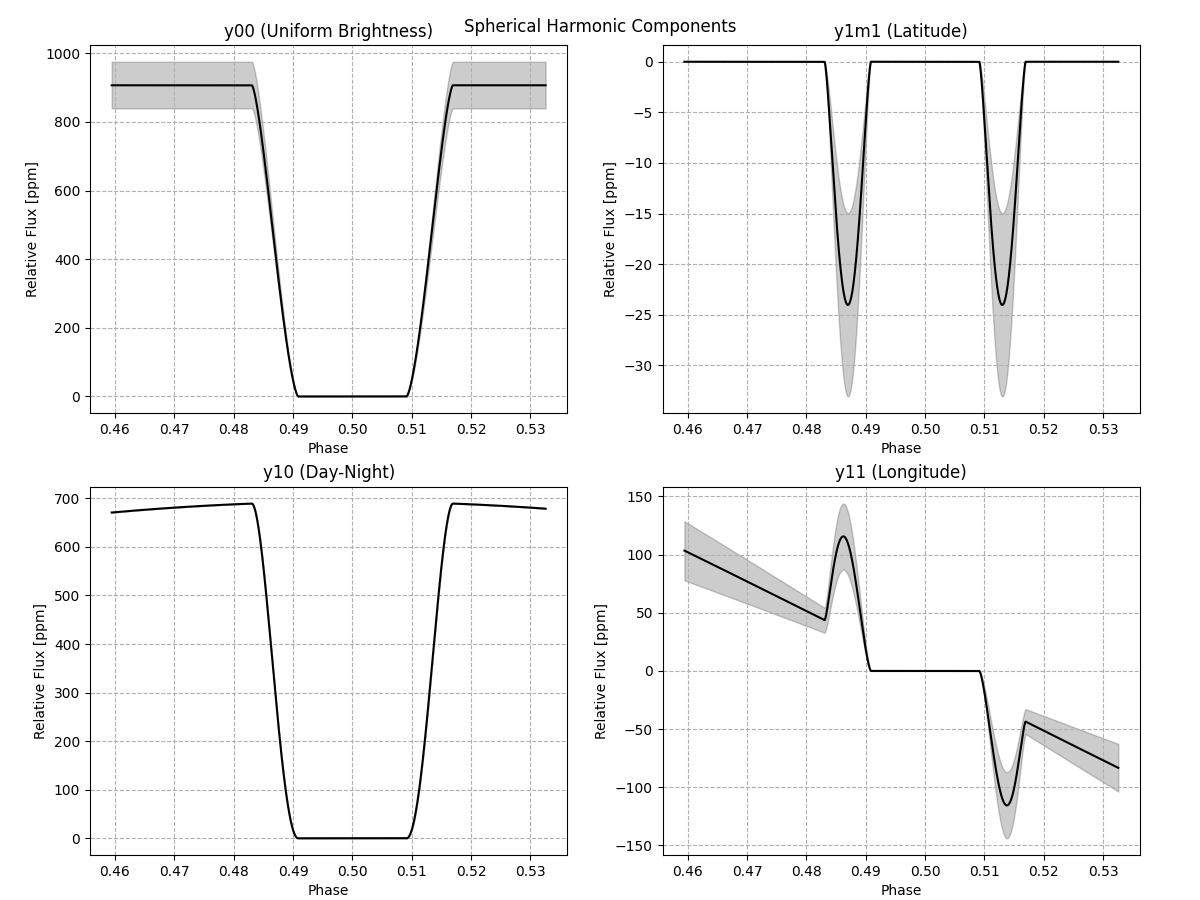 Spherical Harmonic Components
y00 (Uniform Brightness)
1000
800
600
400
200
0
Relative Flux [ppm]
0.46 0.47 0.48 0.49 0.50 0.51 0.52 0.53
Phase
y1m1 (Latitude)
0
−5
−10
−15
−20
−25
−30
Relative Flux [ppm]
0.46 0.47 0.48 0.49 0.50 0.51 0.52 0.53
Phase
y10 (Day-Night)
700
600
500
400
300
200
100
0
Relative Flux [ppm]
0.46 0.47 0.48 0.49 0.50 0.51 0.52 0.53
Phase
y11 (Longitude)
150
100
50
0
−50
−100
−150
Relative Flux [ppm]
0.46 0.47 0.48 0.49 0.50 0.51 0.52 0.53
Phase